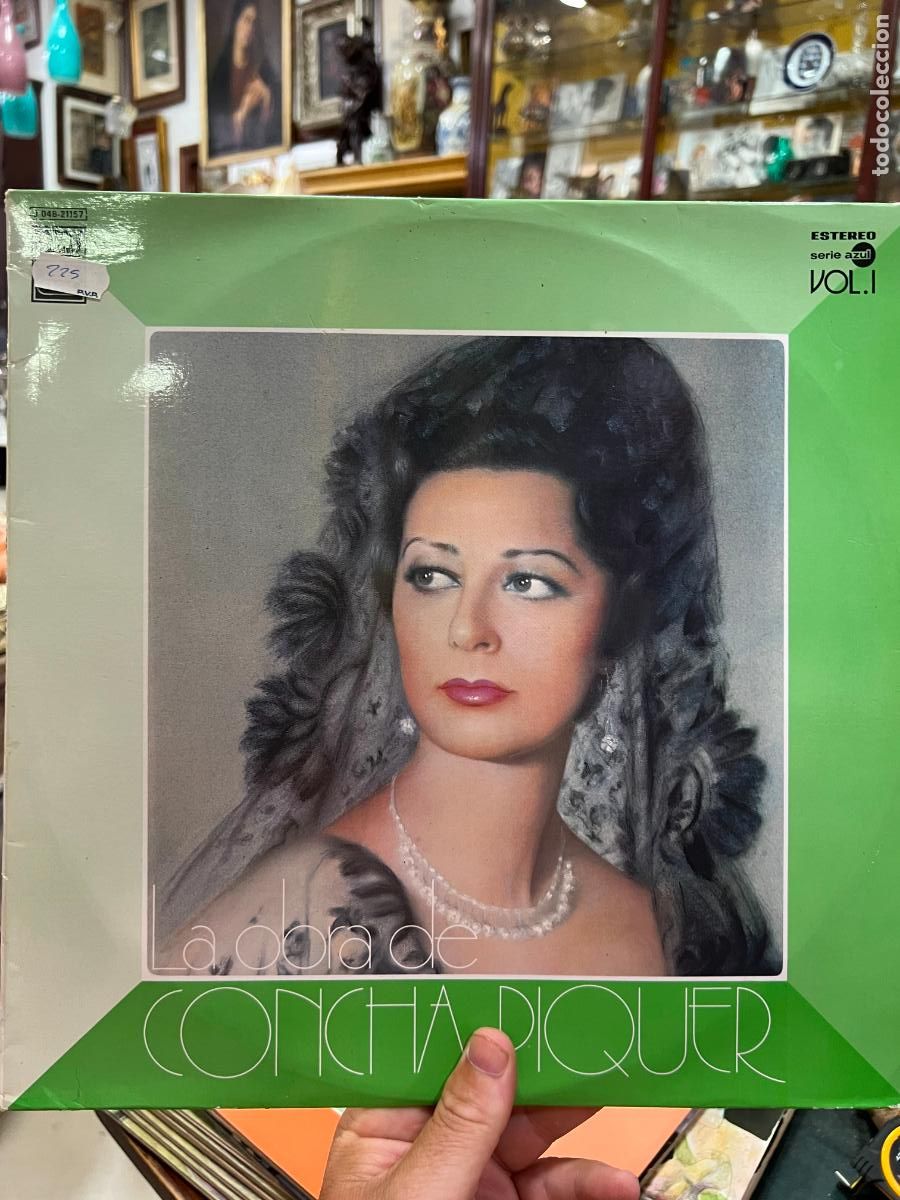 J 048-21157
225
P.V.P.
ESTEREO
serie azul
VOL.I
La obra de
CONCHA PIQUER
todocoleccion